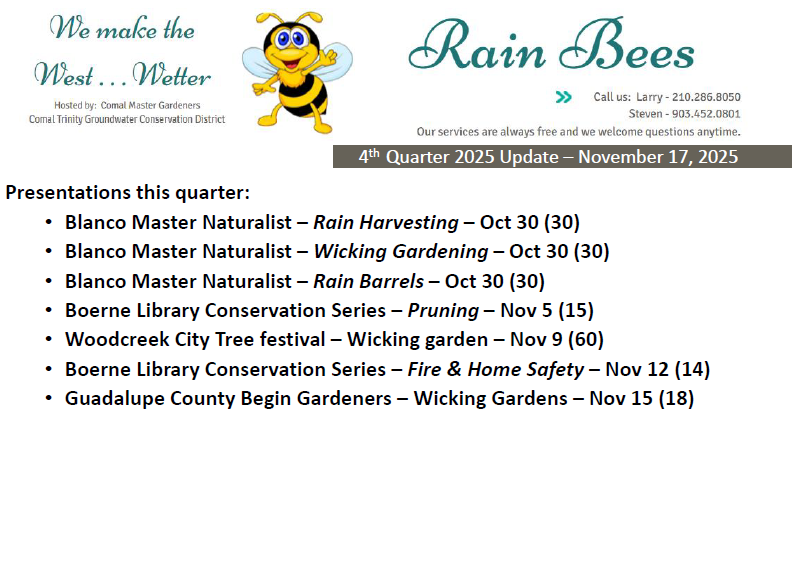 We make the
West . . . Wetter
Hosted by: Comal Master Gardeners
Comal Trinity Groundwater Conservation District
Rain Bees
Call us: Larry - 210.286.8050
Steven - 903.452.0801
Our services are always free and we welcome questions anytime.
4th Quarter 2025 Update – November 17, 2025
Presentations this quarter:
• Blanco Master Naturalist – Rain Harvesting – Oct 30 (30)
• Blanco Master Naturalist – Wicking Gardening – Oct 30 (30)
• Blanco Master Naturalist – Rain Barrels – Oct 30 (30)
• Boerne Library Conservation Series – Pruning – Nov 5 (15)
• Woodcreek City Tree festival – Wicking garden – Nov 9 (60)
• Boerne Library Conservation Series – Fire & Home Safety – Nov 12 (14)
• Guadalupe County Begin Gardeners – Wicking Gardens – Nov 15 (18)